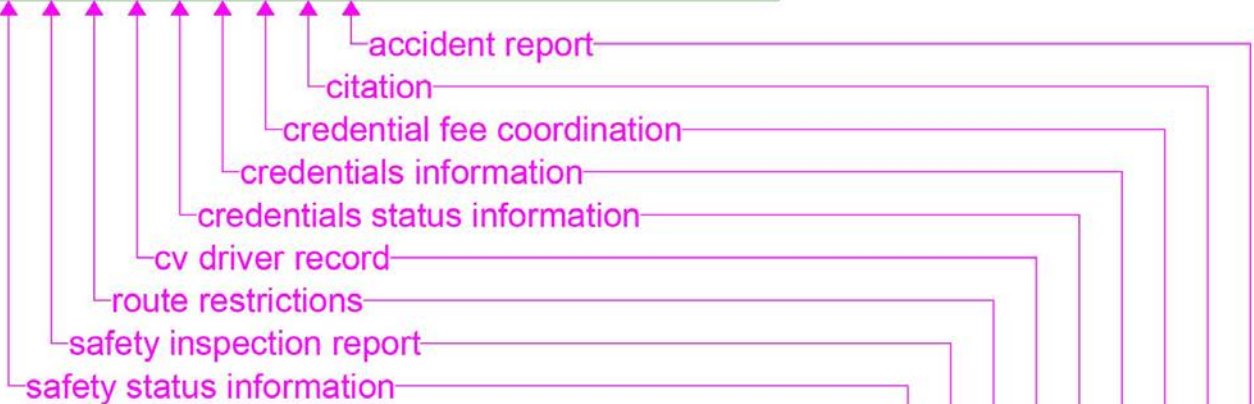 accident report
citation
credential fee coordination
credentials information
credentials status information
cv driver record
route restrictions
safety inspection report
safety status information